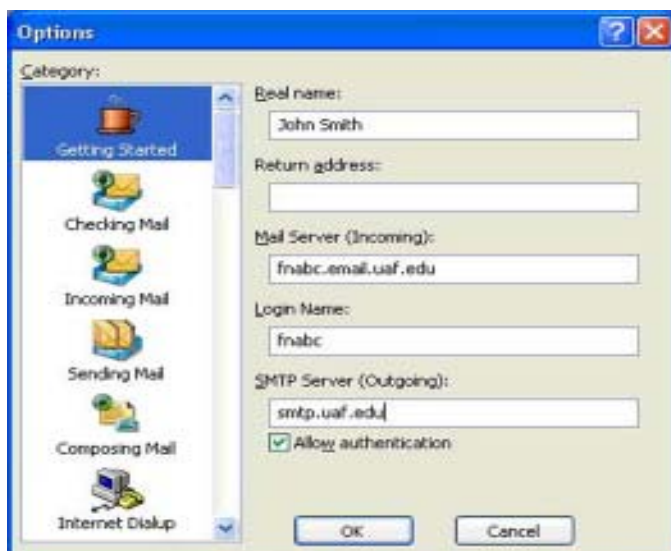 Options
Category:
Getting Started
Checking Mail
Incoming Mail
Sending Mail
Composing Mail
Internet Dialup
Real name:
John Smith
Return address:
Mail Server (Incoming):
fnabc.email.uaf.edu
Login Name:
fnabc
SMTP Server (Outgoing):
smtp.uaf.edu
Allow authentication
OK
Cancel